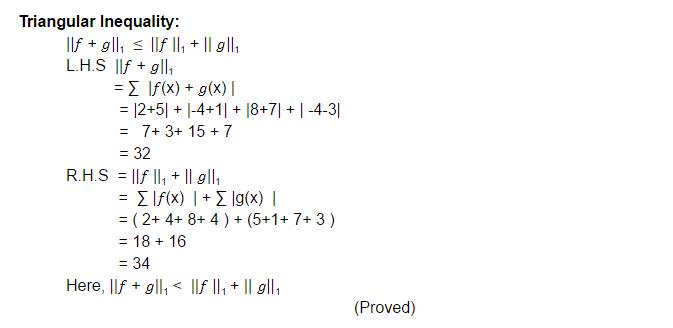 Triangular Inequality:
||f + g||₁ ≤ ||f ||₁ + || g||₁
L.H.S ||f + g||₁
= ∑ |f(x) + g(x) |
= |2+5| + |-4+1| + |8+7| + | -4-3|
= 7+ 3+ 15 + 7
= 32
R.H.S = ||f ||₁ + || g||₁
= ∑ |f(x) | + ∑ |g(x) |
= ( 2+ 4+ 8+ 4 ) + (5+1+ 7+ 3 )
= 18 + 16
= 34
Here, ||f + g||₁ < ||f ||₁ + || g||₁
(Proved)